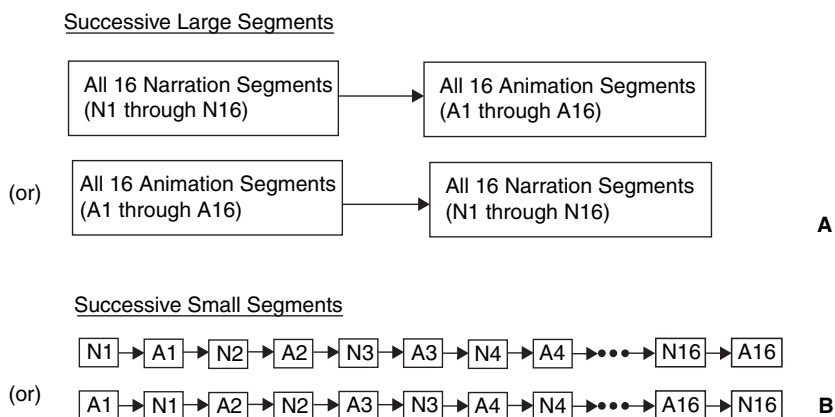 Successive Large Segments
All 16 Narration Segments
(N1 through N16)
All 16 Animation Segments
(A1 through A16)
(or)
All 16 Animation Segments
(A1 through A16)
All 16 Narration Segments
(N1 through N16)
A
Successive Small Segments
N1 A1 N2 A2 N3 A3 N4 A4 ••• N16 A16
(or)
A1 N1 A2 N2 A3 N3 A4 N4 ••• A16 N16
B